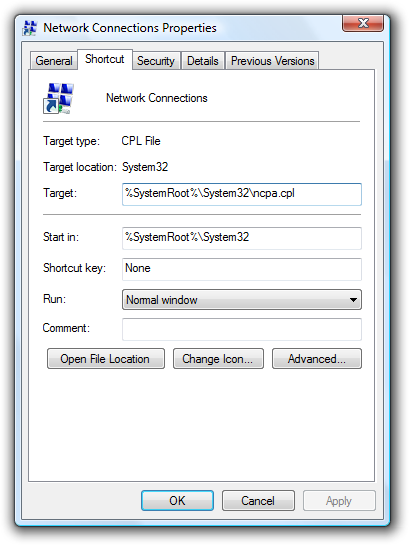 Network Connections Properties
General Shortcut Security Details Previous Versions
Network Connections
Target type: CPL File
Target location: System32
Target: %SystemRoot%\System32\ncpa.cpl
Start in: %SystemRoot%\System32
Shortcut key: None
Run: Normal window
Comment:
Open File Location Change Icon... Advanced...
OK Cancel Apply